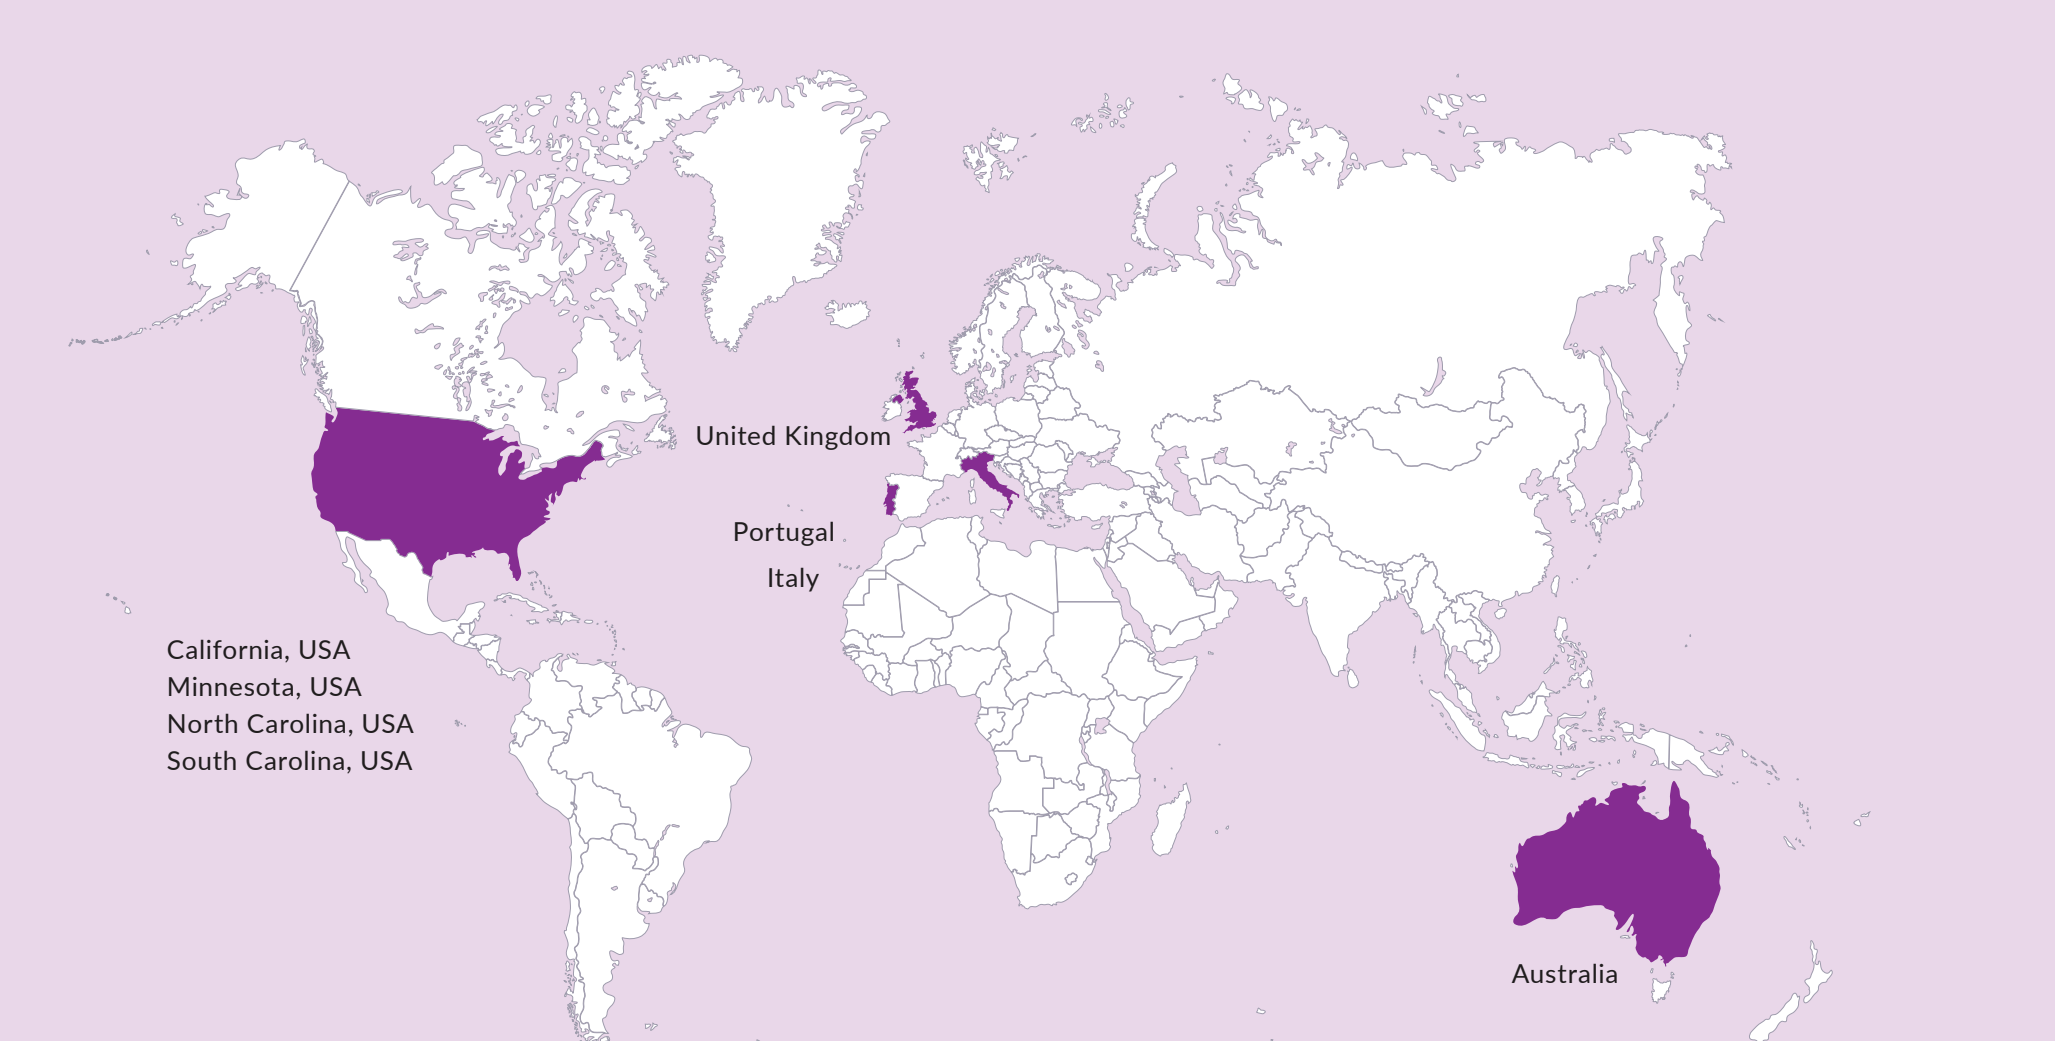 United Kingdom
Portugal
Italy
California, USA
Minnesota, USA
North Carolina, USA
South Carolina, USA
Australia